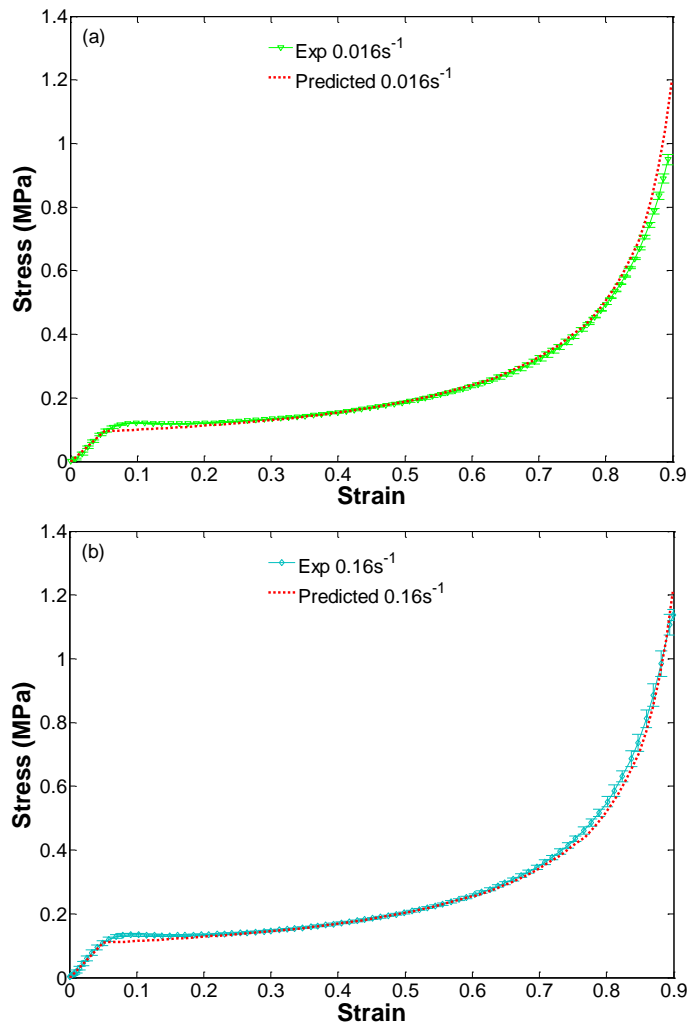 1.4
(a)
Exp 0.016s⁻¹
Predicted 0.016s⁻¹
1.2
1
0.8
0.6
0.4
0.2
0
Stress (MPa)
0.1 0.2 0.3 0.4 0.5 0.6 0.7 0.8 0.9
Strain
1.4
(b)
Exp 0.16s⁻¹
Predicted 0.16s⁻¹
1.2
1
0.8
0.6
0.4
0.2
0
Stress (MPa)
0 0.1 0.2 0.3 0.4 0.5 0.6 0.7 0.8 0.9
Strain